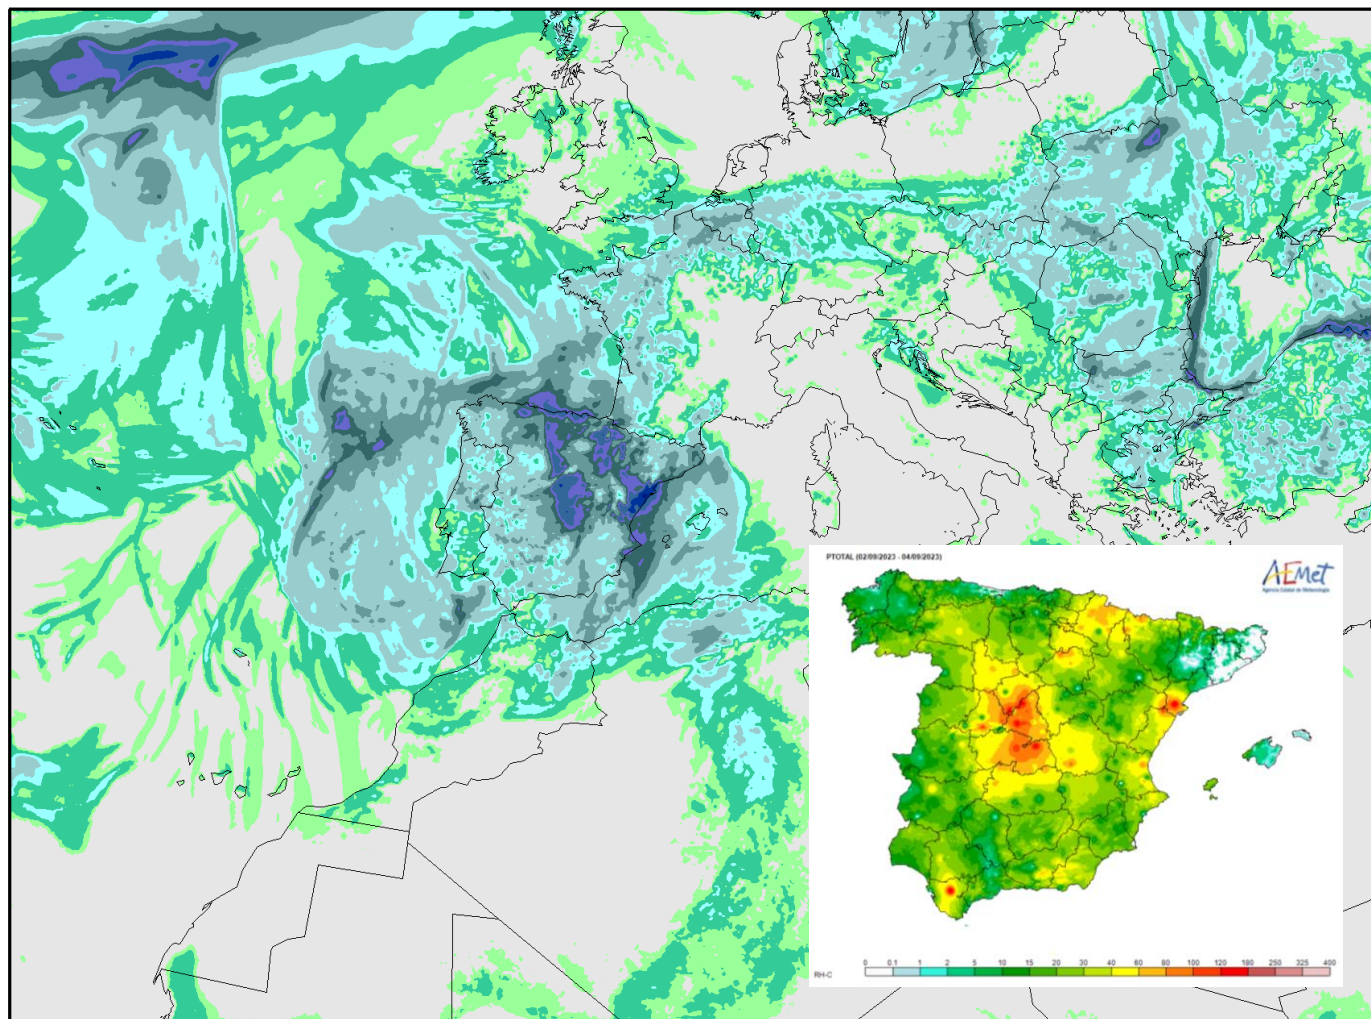 PTOTAL (02/09/2023 - 04/09/2023)
AEMet
Agencia Estatal de Meteorología
RH-C
0 0.1 1 2 5 10 15 20 30 40 60 80 100 120 180 250 325 400